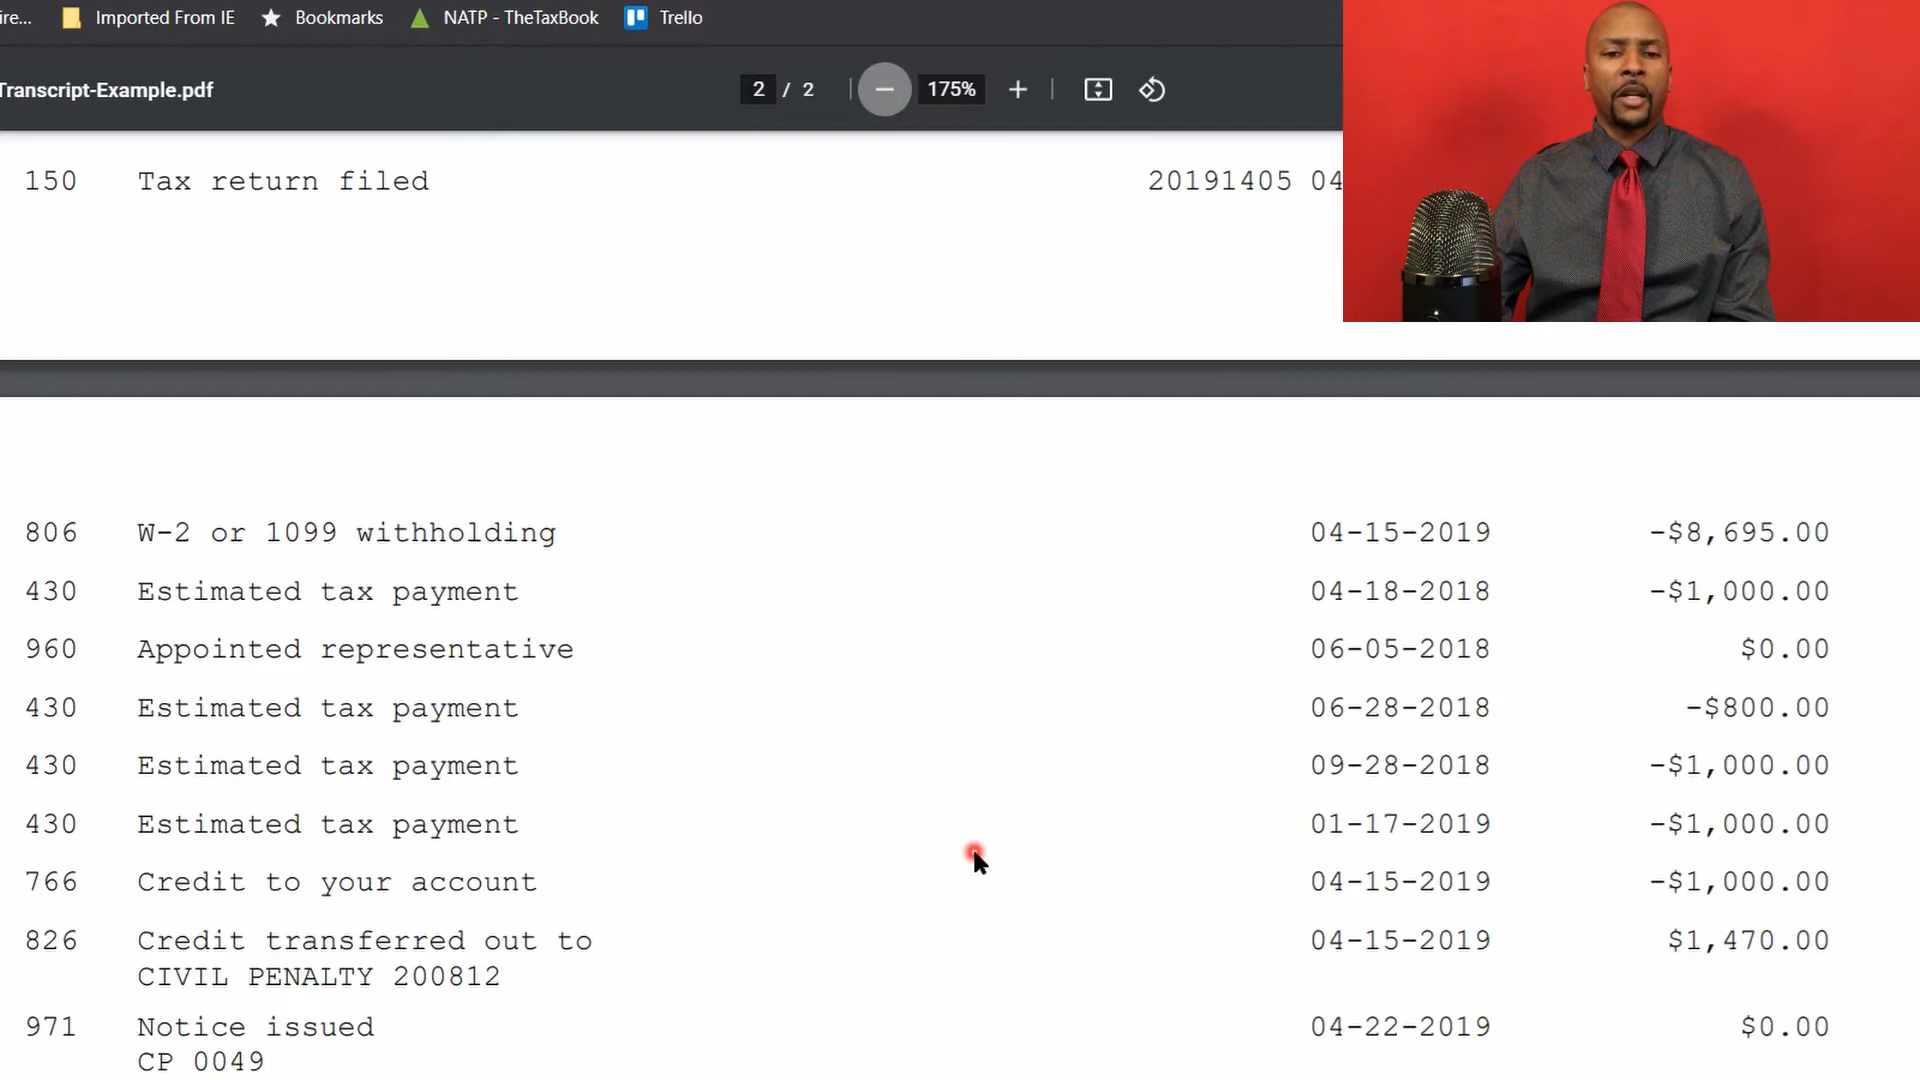 ire... Imported From IE Bookmarks NATP - TheTaxBook Trello
Transcript-Example.pdf 2 / 2 175%
150 Tax return filed 20191405 04
806 W-2 or 1099 withholding 04-15-2019 -$8,695.00
430 Estimated tax payment 04-18-2018 -$1,000.00
960 Appointed representative 06-05-2018 $0.00
430 Estimated tax payment 06-28-2018 -$800.00
430 Estimated tax payment 09-28-2018 -$1,000.00
430 Estimated tax payment 01-17-2019 -$1,000.00
766 Credit to your account 04-15-2019 -$1,000.00
826 Credit transferred out to 04-15-2019 $1,470.00
CIVIL PENALTY 200812
971 Notice issued 04-22-2019 $0.00
CP 0049